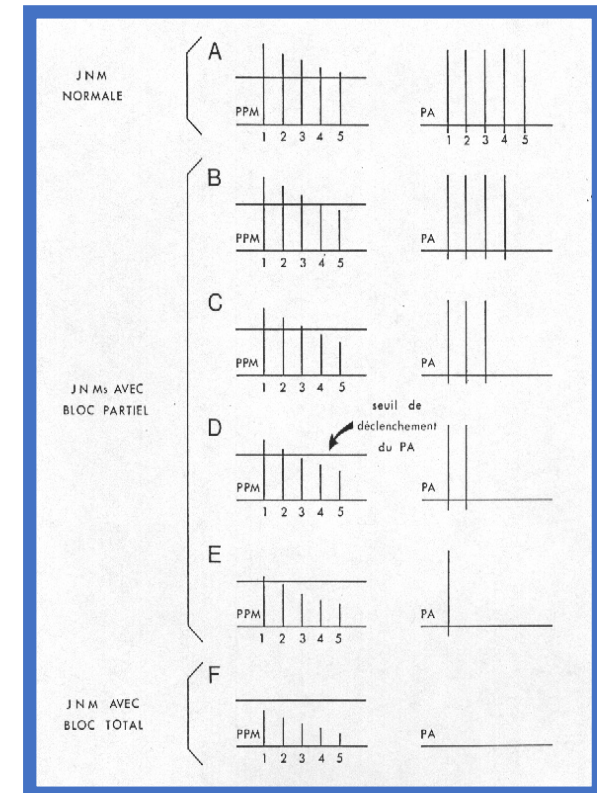 A
JNM
NORMALE
PPM
1 2 3 4 5
PA
1 2 3 4 5
B
PPM
1 2 3 4 5
PA
C
PPM
1 2 3 4 5
PA
JNMs AVEC
BLOC PARTIEL
seuil de
déclenchement
du PA
D
PPM
1 2 3 4 5
PA
E
PPM
1 2 3 4 5
PA
F
JNM AVEC
BLOC TOTAL
PPM
1 2 3 4 5
PA